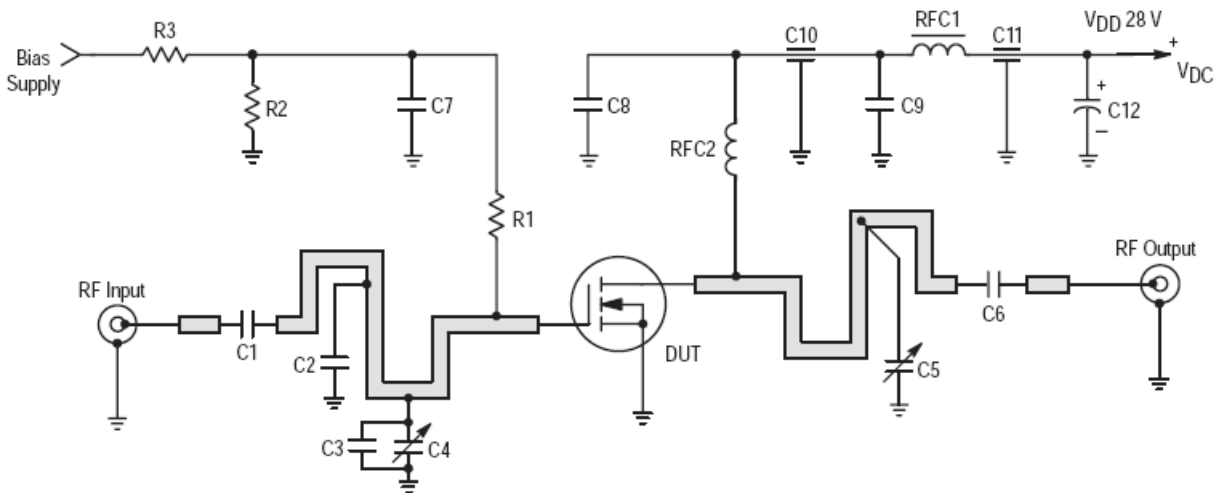 R3
Bias
Supply
R2
C7
R1
C8
RFC2
C10
C9
RFC1
C11
VDD 28 V
+
VDC
+
C12
–
RF Input
C1
C2
C3
C4
DUT
C5
C6
RF Output